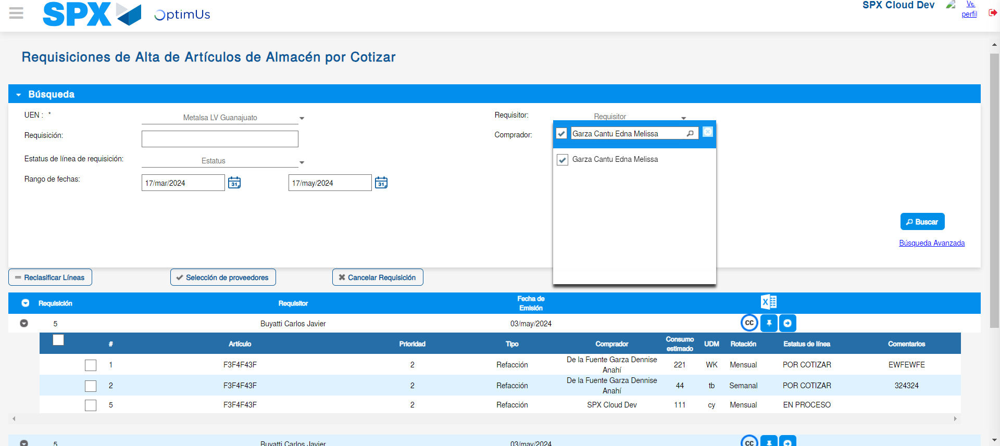 SPX
OptimUs
SPX Cloud Dev
Ve
perfil
Requisiciones de Alta de Artículos de Almacén por Cotizar
Búsqueda
UEN : *
Metalsa LV Guanajuato
Requisitor:
Requisitor
Requisición:
Comprador:
Garza Cantu Edna Melissa
Garza Cantu Edna Melissa
Estatus de línea de requisición:
Estatus
Rango de fechas:
17/mar/2024
31
17/may/2024
31
Buscar
Búsqueda Avanzada
Reclasificar Líneas
Selección de proveedores
Cancelar Requisición
Requisición
Requisitor
Fecha de
Emisión
X
5
Buyatti Carlos Javier
03/may/2024
CC
#
Artículo
Prioridad
Tipo
Comprador
Consumo
estimado
UDM
Rotación
Estatus de línea
Comentarios
1
F3F4F43F
2
Refacción
De la Fuente Garza Dennise
Anahí
221
WK
Mensual
POR COTIZAR
EWFEWFE
2
F3F4F43F
2
Refacción
De la Fuente Garza Dennise
Anahí
44
tb
Semanal
POR COTIZAR
324324
5
F3F4F43F
2
Refacción
SPX Cloud Dev
111
cy
Mensual
EN PROCESO
5
Buyatti Carlos Javier
03/may/2024
CC